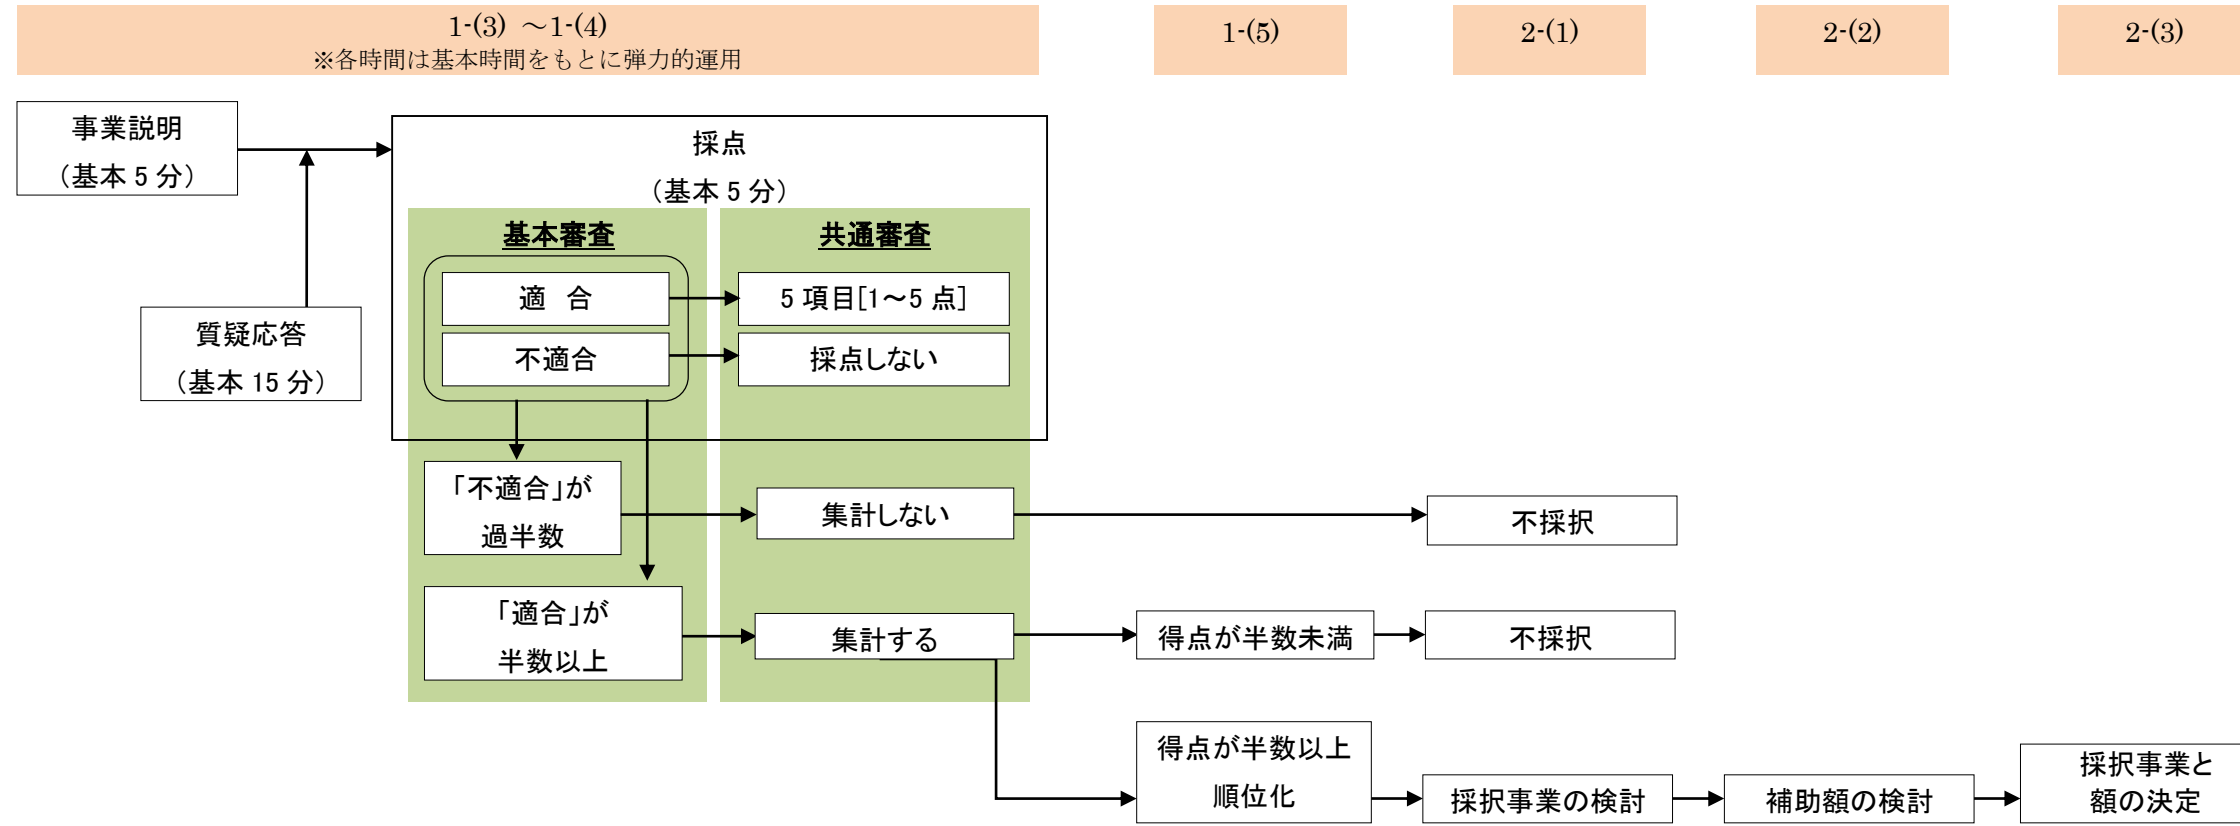 1-(3) ～1-(4)
※各時間は基本時間をもとに弾力的運用
1-(5)
2-(1)
2-(2)
2-(3)
事業説明
（基本 5 分）
質疑応答
（基本 15 分）
採点
（基本 5 分）
基本審査
共通審査
適　合
5 項目[1～5 点]
不適合
採点しない
「不適合」が
過半数
集計しない
不採択
「適合」が
半数以上
集計する
得点が半数未満
不採択
得点が半数以上
順位化
採択事業の検討
補助額の検討
採択事業と
額の決定